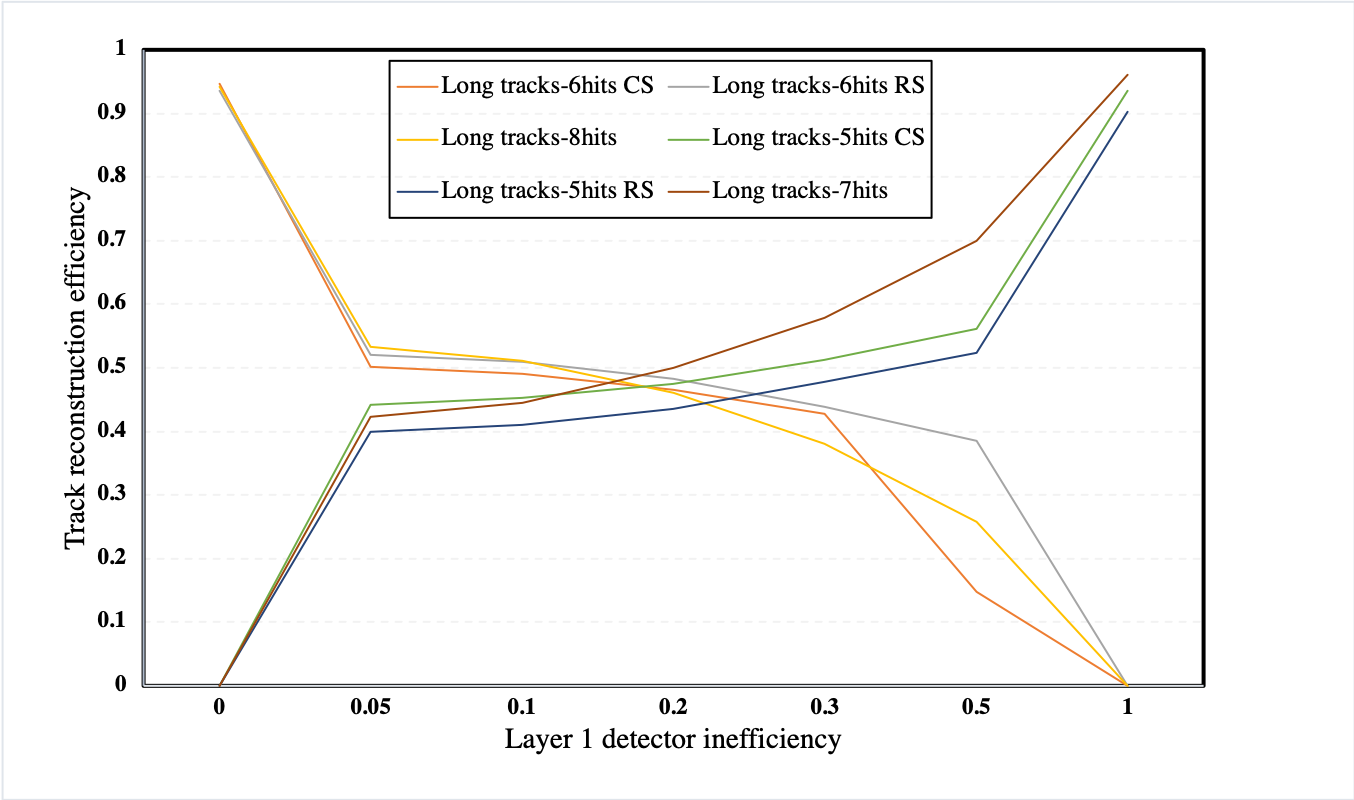 1
0.9
0.8
0.7
0.6
0.5
0.4
0.3
0.2
0.1
0
Track reconstruction efficiency
Long tracks-6hits CS Long tracks-6hits RS
Long tracks-8hits Long tracks-5hits CS
Long tracks-5hits RS Long tracks-7hits
0 0.05 0.1 0.2 0.3 0.5 1
Layer 1 detector inefficiency